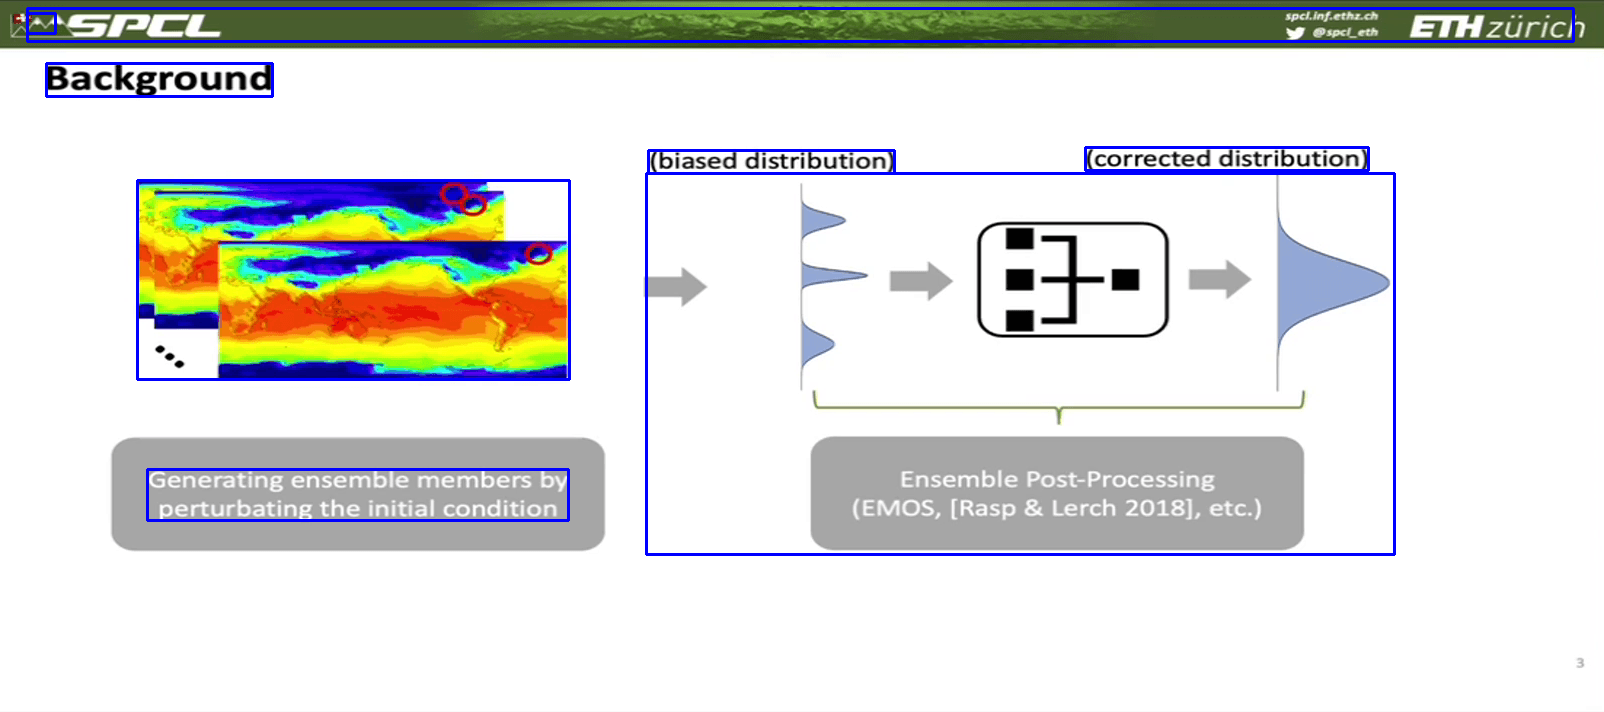 SPCL
spcl.inf.ethz.ch
@spcl_eth
ETH zürich
Background
(biased distribution)
(corrected distribution)
Generating ensemble members by
perturbating the initial condition
Ensemble Post-Processing
(EMOS, [Rasp & Lerch 2018], etc.)
3